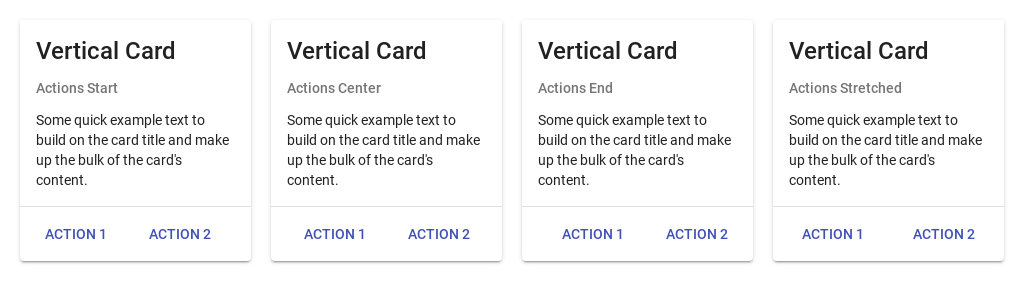 Vertical Card
Actions Start
Some quick example text to
build on the card title and make
up the bulk of the card's
content.
ACTION 1 ACTION 2
Vertical Card
Actions Center
Some quick example text to
build on the card title and make
up the bulk of the card's
content.
ACTION 1 ACTION 2
Vertical Card
Actions End
Some quick example text to
build on the card title and make
up the bulk of the card's
content.
ACTION 1 ACTION 2
Vertical Card
Actions Stretched
Some quick example text to
build on the card title and make
up the bulk of the card's
content.
ACTION 1 ACTION 2